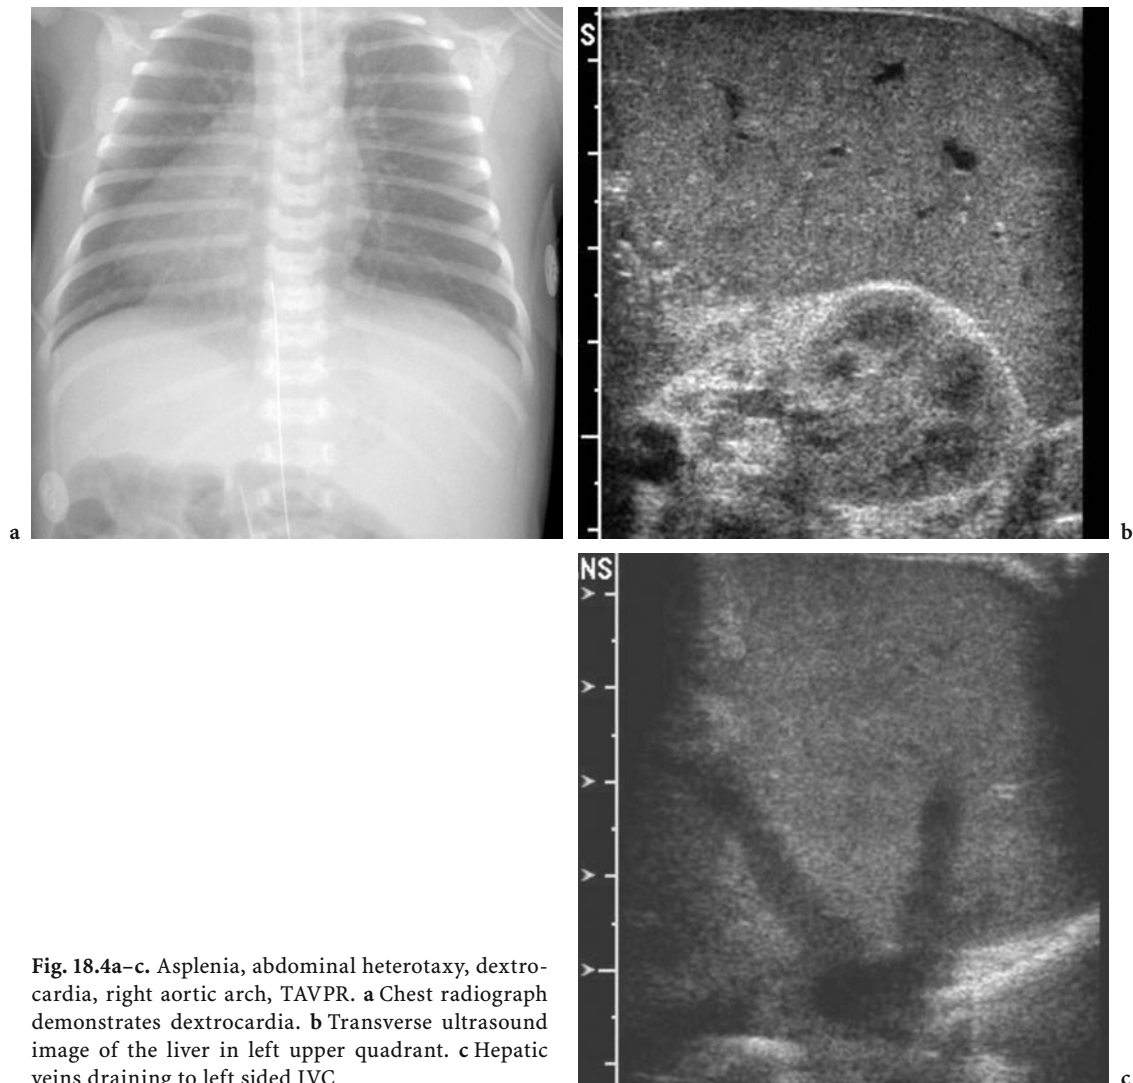 S
a
b
NS
Fig. 18.4a–c. Asplenia, abdominal heterotaxy, dextro-
cardia, right aortic arch, TAVPR. a Chest radiograph
demonstrates dextrocardia. b Transverse ultrasound
image of the liver in left upper quadrant. c Hepatic
veins draining to left sided IVC
c